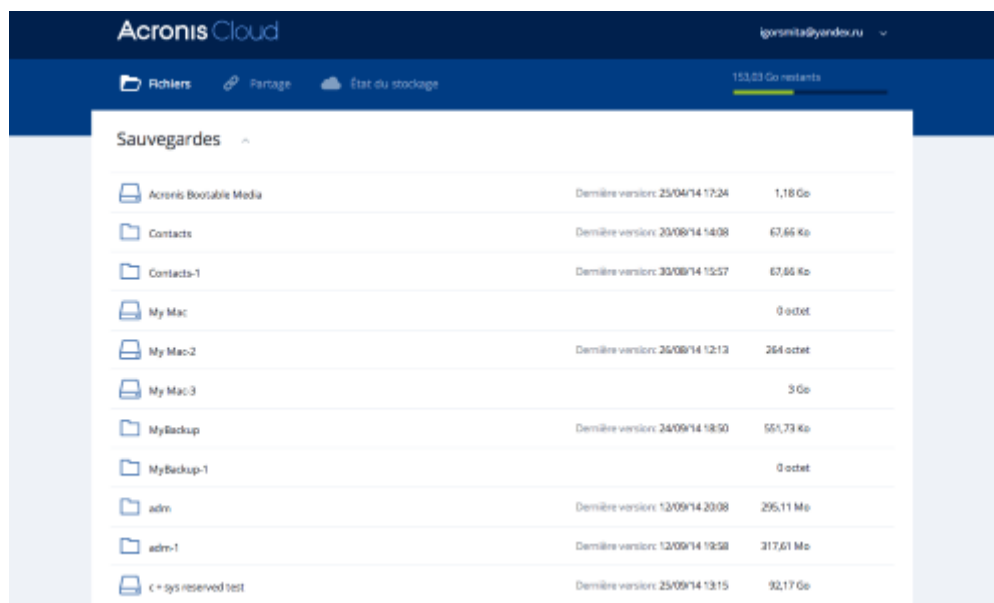 Acronis Cloud
igorsmita@yandex.ru
Fichiers Partage État du stockage
153,03 Go restants
Sauvegardes
Acronis Bootable Media Dernière version: 25/04/14 17:24 1,18 Go
Contacts Dernière version: 20/08/14 14:08 67,66 Ko
Contacts-1 Dernière version: 30/08/14 15:57 67,66 Ko
My Mac 0 octet
My Mac-2 Dernière version: 26/08/14 12:13 264 octet
My Mac-3 3 Go
MyBackup Dernière version: 24/09/14 18:50 551,73 Ko
MyBackup-1 0 octet
adm Dernière version: 12/09/14 20:08 295,11 Mo
adm-1 Dernière version: 12/09/14 19:58 317,61 Mo
c + sys reserved test Dernière version: 25/09/14 13:15 92,17 Go